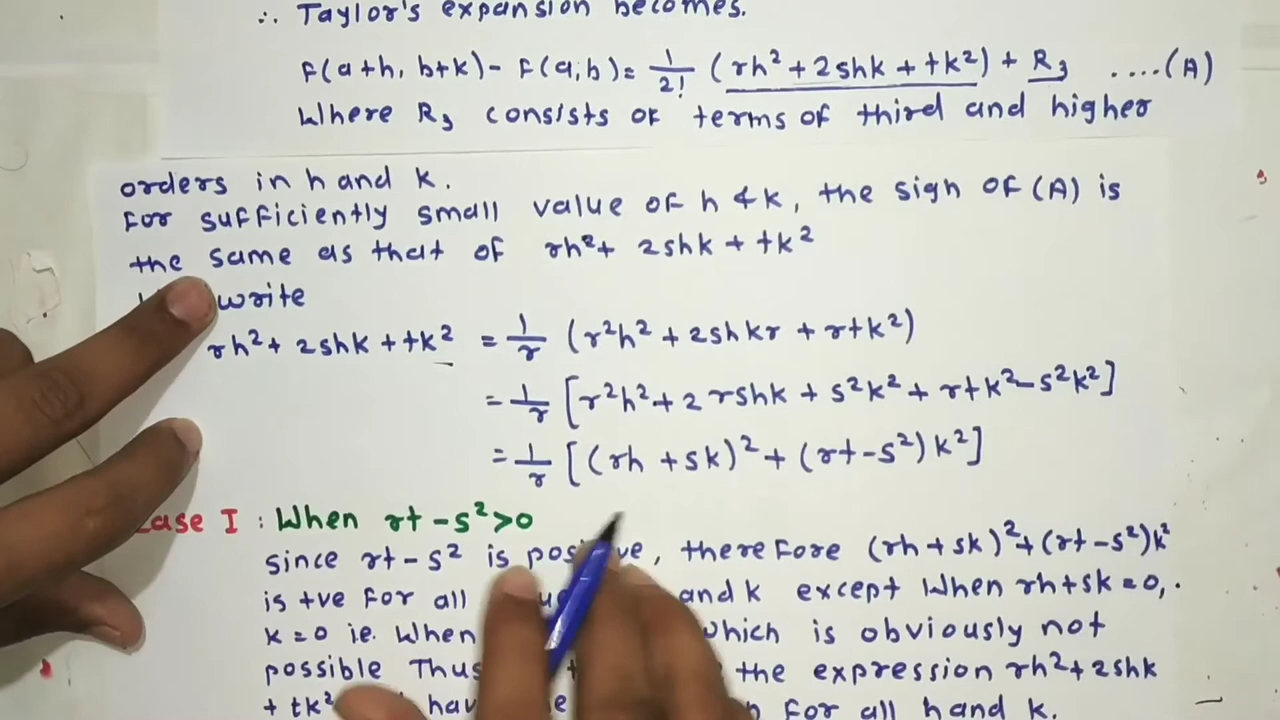 ∴ Taylor's expansion becomes.
F(a+h, b+k) - F(a,b) = 1/2! (rh² + 2shk + tk²) + R₃ ....(A)
Where R₃ consists of terms of third and higher
orders in h and k.
For sufficiently small value of h & k, the sign of (A) is
the same as that of rh² + 2shk + tk²
write
rh² + 2shk + tk² = 1/r (r²h² + 2shkr + rtk²)
= 1/r [r²h² + 2rshk + s²k² + rtk² - s²k²]
= 1/r [(rh + sk)² + (rt - s²) k²]
Case I : When rt - s² > 0
since rt - s² is positive, therefore (rh + sk)² + (rt - s²)k²
is +ve for all and k except when rh + sk = 0,
k = 0 ie. when which is obviously not
possible Thus the expression rh² + 2shk
+ tk² for all h and k.